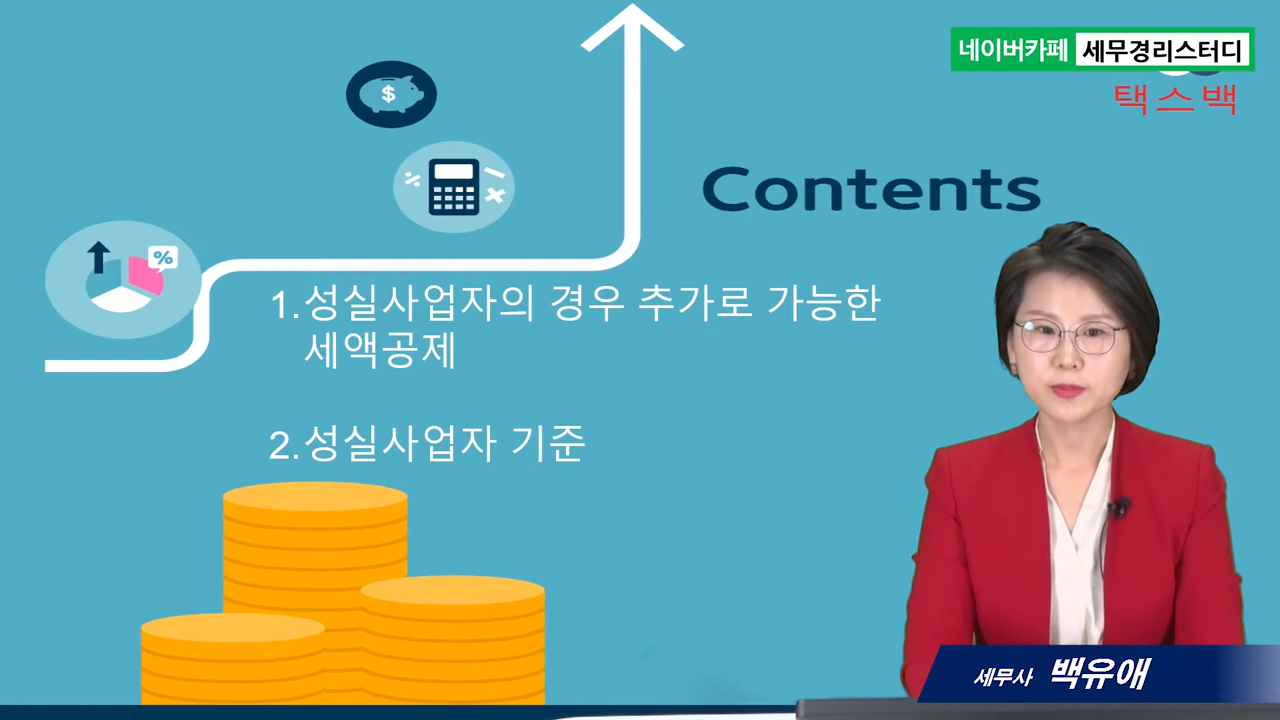 네이버카페 세무경리스터디
택스백
$
%
Contents
%
1.성실사업자의 경우 추가로 가능한
세액공제
2.성실사업자 기준
세무사 백유애